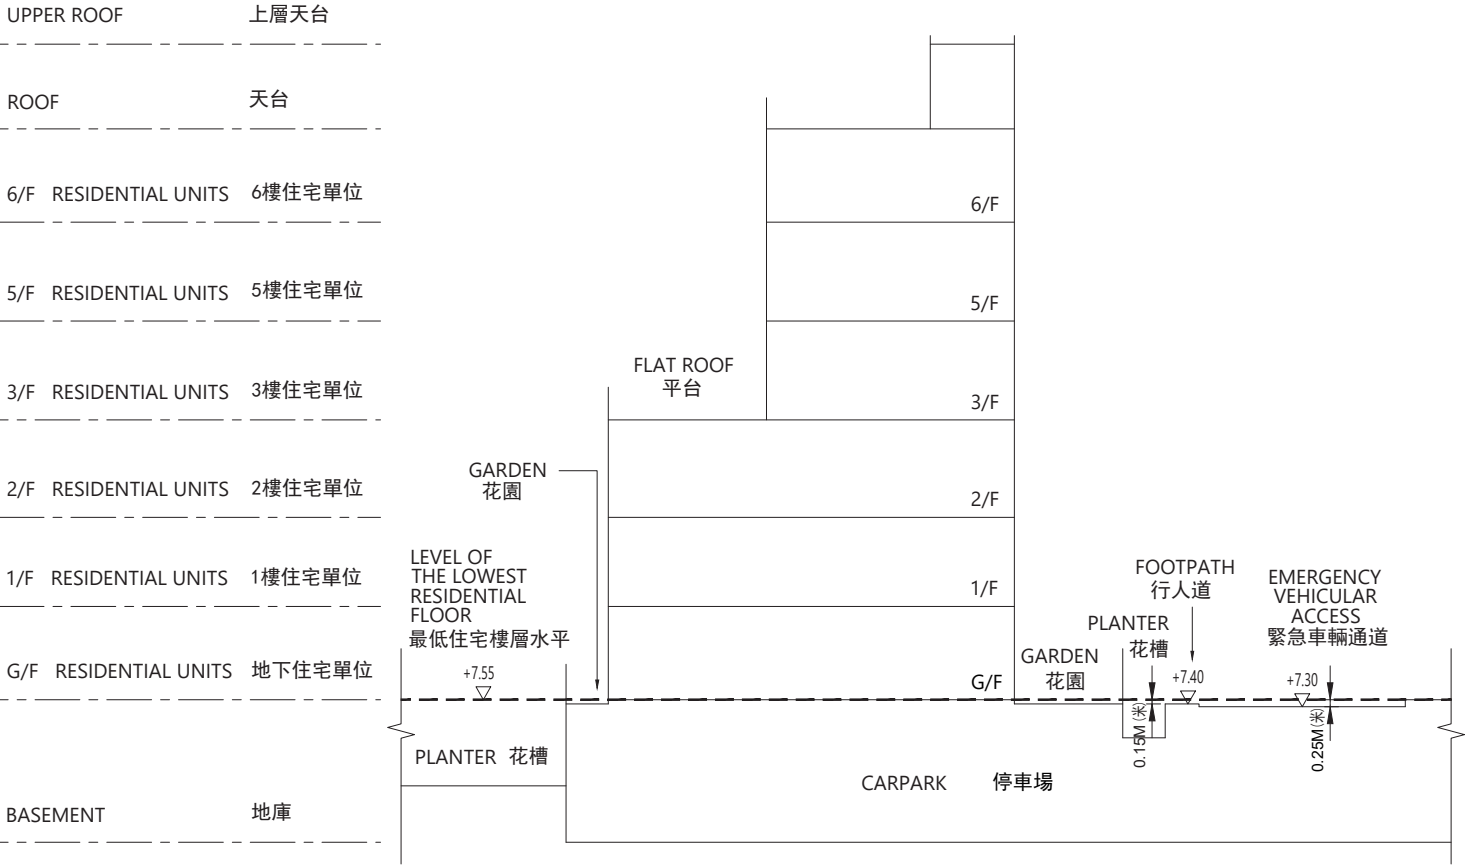 UPPER ROOF 上層天台
ROOF 天台
6/F RESIDENTIAL UNITS 6樓住宅單位
5/F RESIDENTIAL UNITS 5樓住宅單位
3/F RESIDENTIAL UNITS 3樓住宅單位
2/F RESIDENTIAL UNITS 2樓住宅單位
1/F RESIDENTIAL UNITS 1樓住宅單位
G/F RESIDENTIAL UNITS 地下住宅單位
BASEMENT 地庫
6/F
5/F
FLAT ROOF
平台
3/F
GARDEN
花園
2/F
LEVEL OF
THE LOWEST
RESIDENTIAL
FLOOR
最低住宅樓層水平
+7.55
1/F
G/F
GARDEN
花園
PLANTER
花槽
FOOTPATH
行人道
+7.40
EMERGENCY
VEHICULAR
ACCESS
緊急車輛通道
+7.30
0.15M (米)
0.25M (米)
PLANTER 花槽
CARPARK 停車場